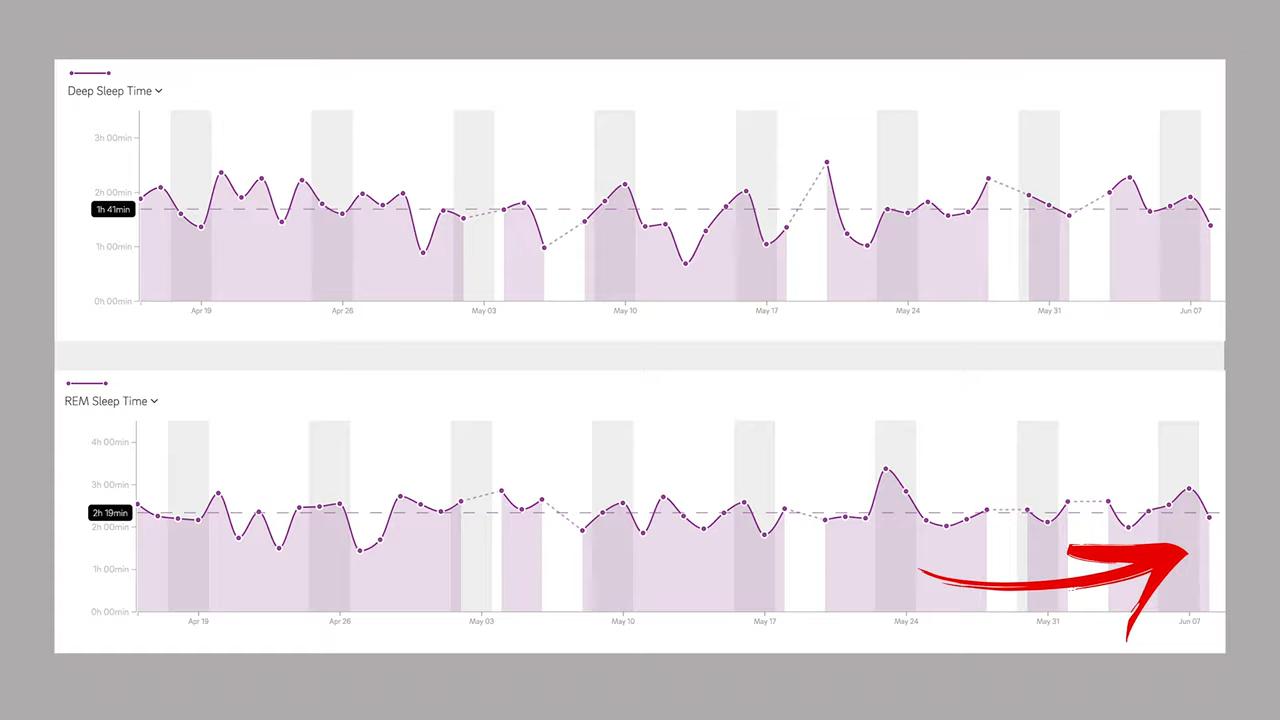 Deep Sleep Time
3h 00min
2h 00min
1h 41min
1h 00min
0h 00min
Apr 19 Apr 26 May 03 May 10 May 17 May 24 May 31 Jun 07
REM Sleep Time
4h 00min
3h 00min
2h 19min
2h 00min
1h 00min
0h 00min
Apr 19 Apr 26 May 03 May 10 May 17 May 24 May 31 Jun 07